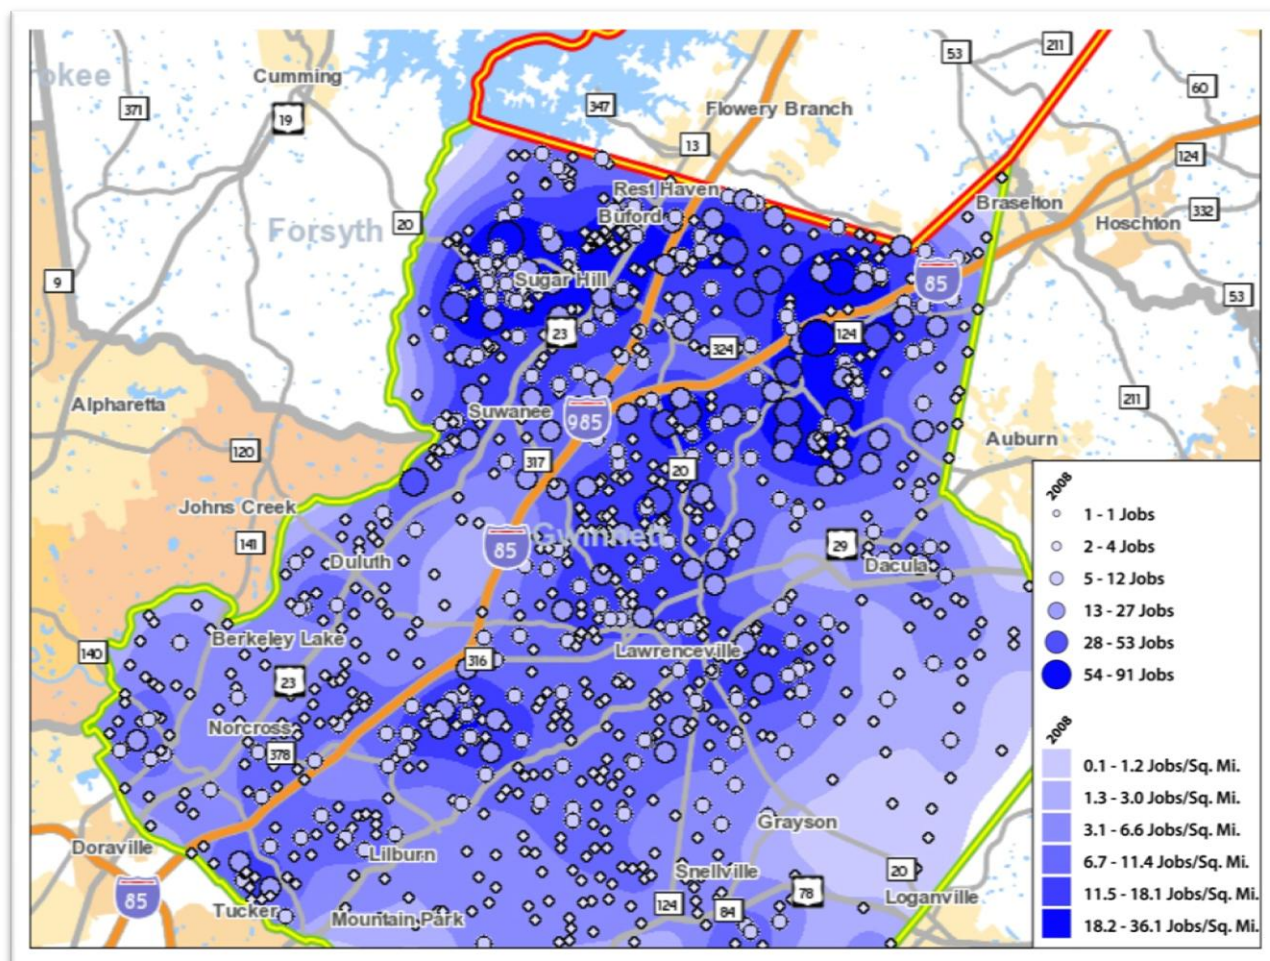 okee
Cumming
53
211
371
19
347
Flowery Branch
60
13
124
Rest Haven
Buford
Braselton
Hoschton
332
Forsyth
20
Sugar Hill
85
9
53
23
124
324
Alpharetta
Suwanee
985
211
120
317
20
Auburn
Johns Creek
141
Duluth
85
Gwinnett
29
Dacula
Berkeley Lake
140
316
Lawrenceville
23
Norcross
378
Grayson
Doraville
Lilburn
Snellville
20
85
Tucker
Mountain Park
124
84
78
Loganville
2008
1 - 1 Jobs
2 - 4 Jobs
5 - 12 Jobs
13 - 27 Jobs
28 - 53 Jobs
54 - 91 Jobs
2008
0.1 - 1.2 Jobs/Sq. Mi.
1.3 - 3.0 Jobs/Sq. Mi.
3.1 - 6.6 Jobs/Sq. Mi.
6.7 - 11.4 Jobs/Sq. Mi.
11.5 - 18.1 Jobs/Sq. Mi.
18.2 - 36.1 Jobs/Sq. Mi.